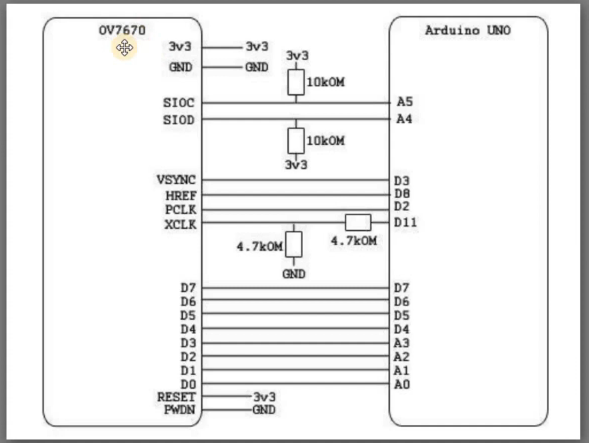 OV7670 Arduino UNO
3v3 3v3
3v3
GND GND
10kOM
SIOC A5
SIOD A4
10kOM
3v3
VSYNC D3
HREF D8
PCLK D2
XCLK D11
4.7kOM 4.7kOM
GND
D7 D7
D6 D6
D5 D5
D4 D4
D3 A3
D2 A2
D1 A1
D0 A0
RESET 3v3
PWDN GND